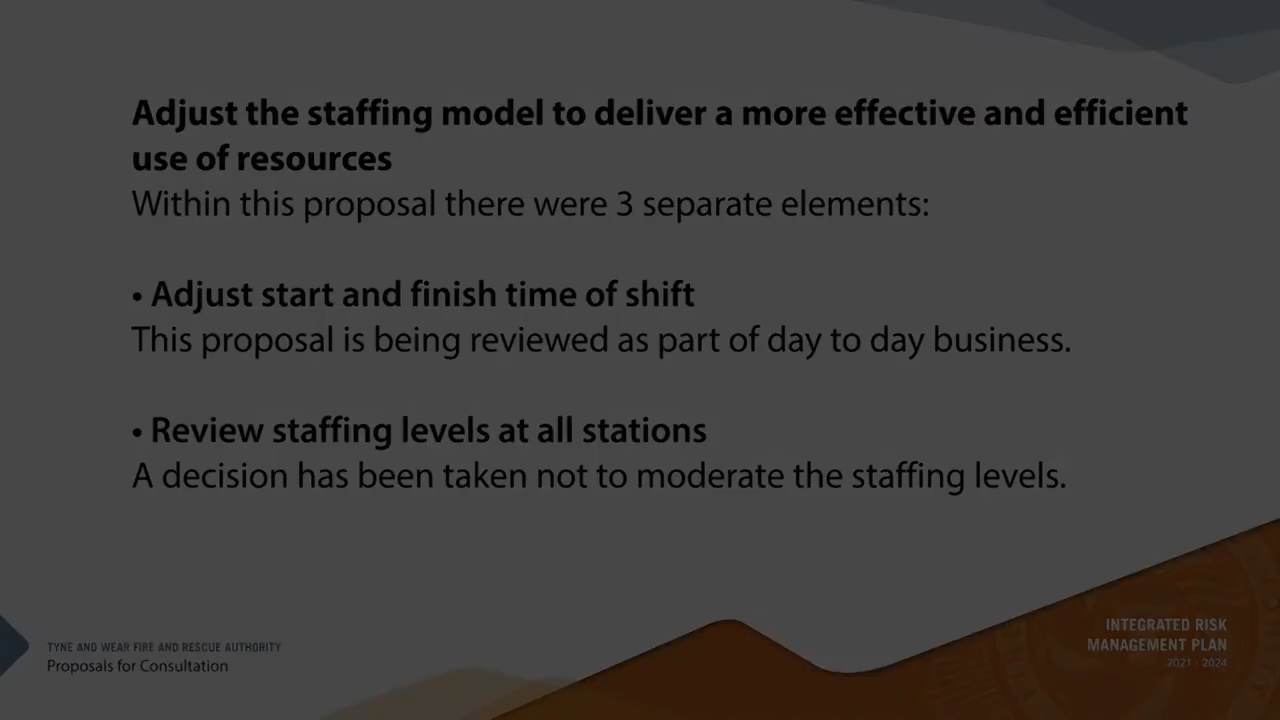 Adjust the staffing model to deliver a more effective and efficient
use of resources
Within this proposal there were 3 separate elements:
• Adjust start and finish time of shift
This proposal is being reviewed as part of day to day business.
• Review staffing levels at all stations
A decision has been taken not to moderate the staffing levels.
TYNE AND WEAR FIRE AND RESCUE AUTHORITY
Proposals for Consultation
INTEGRATED RISK
MANAGEMENT PLAN
2021 - 2024